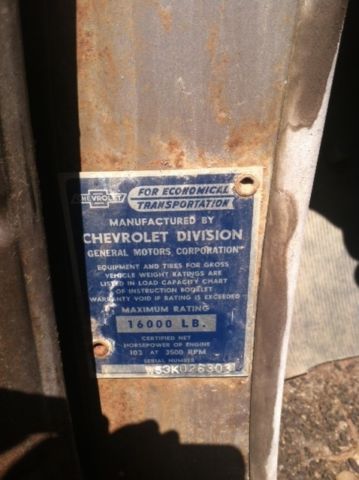 CHEVROLET
FOR ECONOMICAL
TRANSPORTATION
MANUFACTURED BY
CHEVROLET DIVISION
GENERAL MOTORS CORPORATION
EQUIPMENT AND TIRES FOR GROSS
VEHICLE WEIGHT RATINGS ARE
LISTED IN LOAD CAPACITY CHART
OF INSTRUCTION BOOKLET
WARRANTY VOID IF RATING IS EXCEEDED
MAXIMUM RATING
16000 LB.
CERTIFIED NET
HORSEPOWER OF ENGINE
102 AT 3500 RPM
SERIAL NUMBER